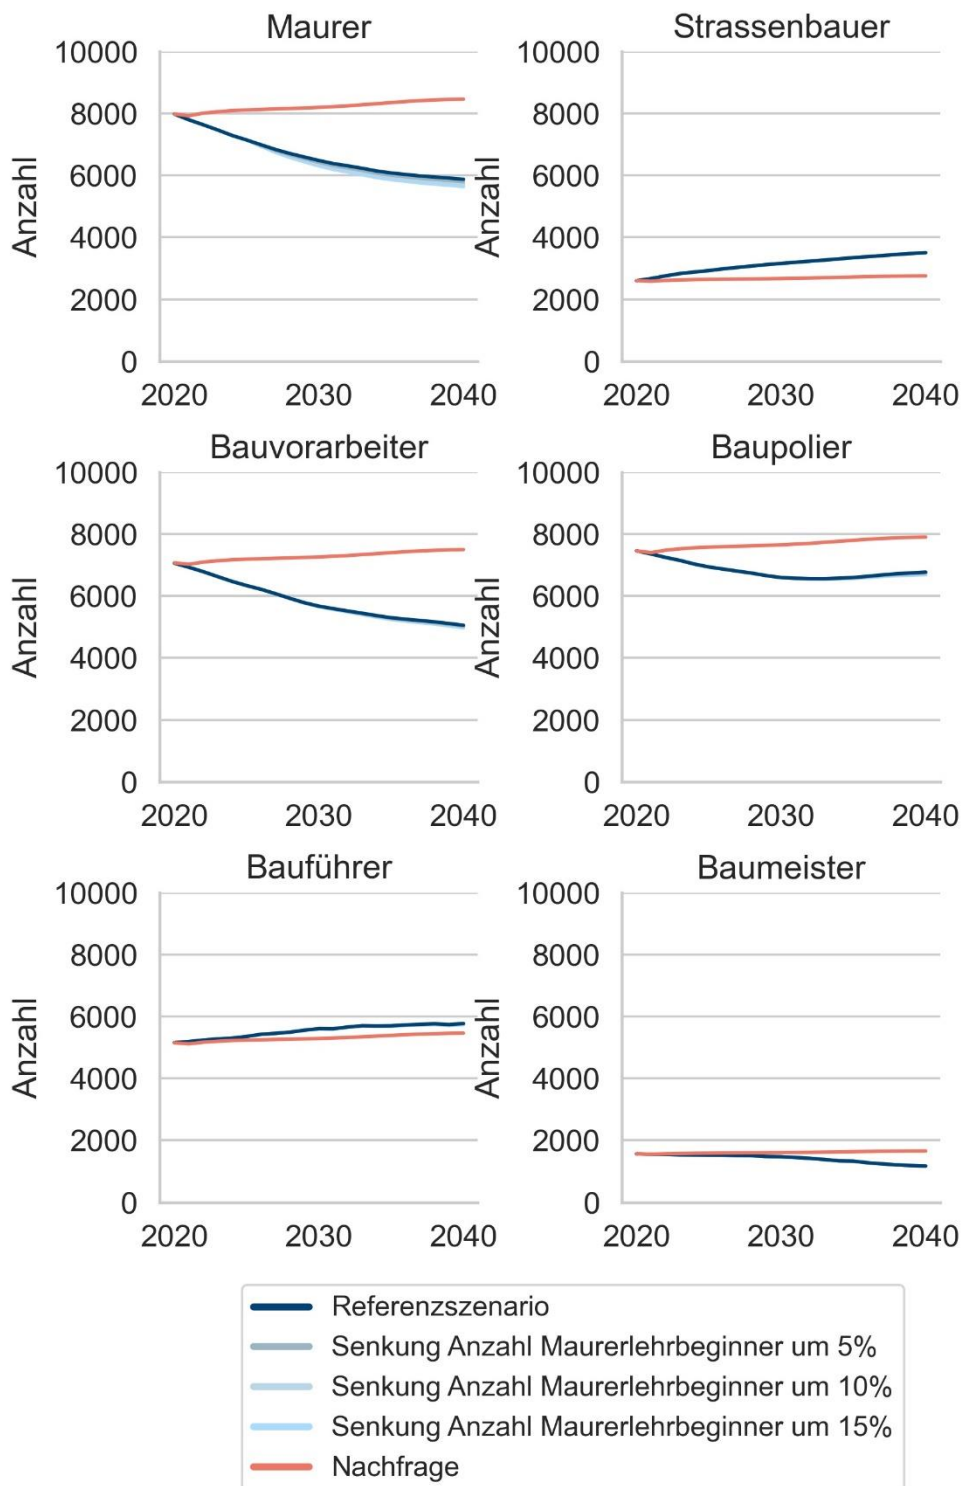 Maurer
Strassenbauer
10000
8000
6000
4000
2000
0
Anzahl
2020 2030 2040
10000
8000
6000
4000
2000
0
Anzahl
2020 2030 2040
Bauvorarbeiter
Baupolier
10000
8000
6000
4000
2000
0
Anzahl
2020 2030 2040
10000
8000
6000
4000
2000
0
Anzahl
2020 2030 2040
Bauführer
Baumeister
10000
8000
6000
4000
2000
0
Anzahl
2020 2030 2040
10000
8000
6000
4000
2000
0
Anzahl
2020 2030 2040
Referenzszenario
Senkung Anzahl Maurerlehrbeginner um 5%
Senkung Anzahl Maurerlehrbeginner um 10%
Senkung Anzahl Maurerlehrbeginner um 15%
Nachfrage